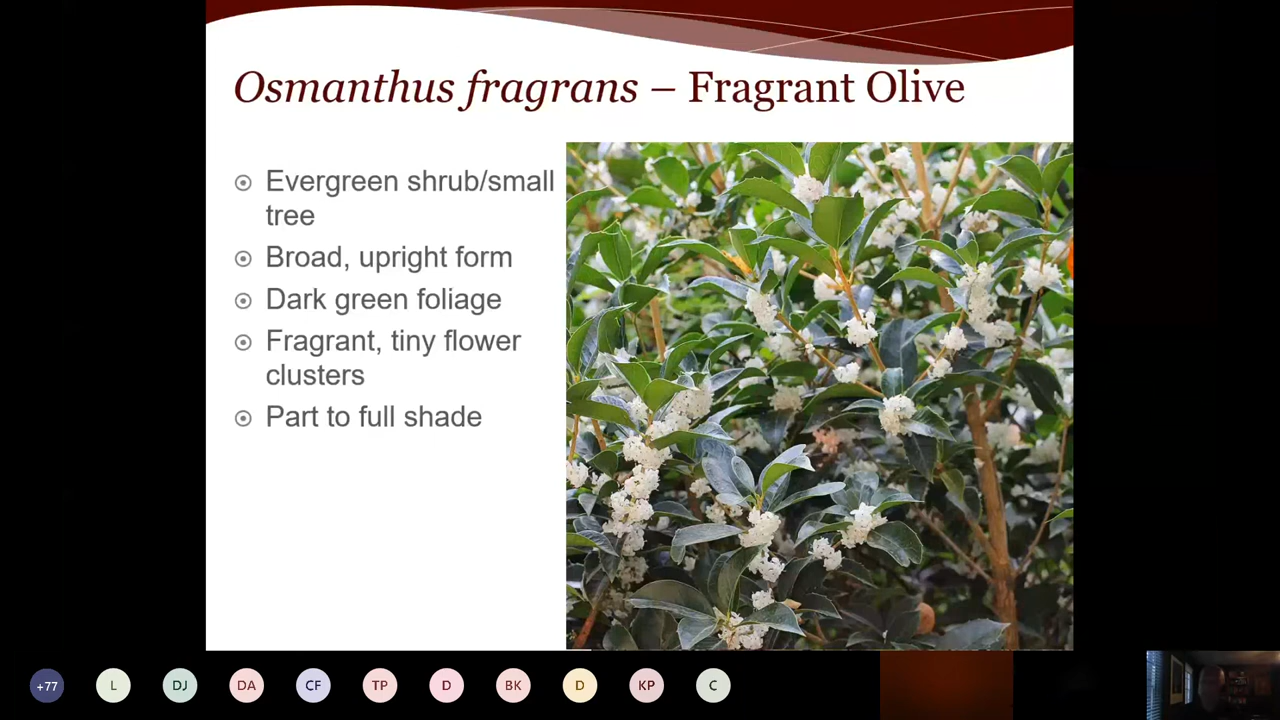 Osmanthus fragrans – Fragrant Olive
Evergreen shrub/small
tree
Broad, upright form
Dark green foliage
Fragrant, tiny flower
clusters
Part to full shade
+77 L DJ DA CF TP D BK D KP C